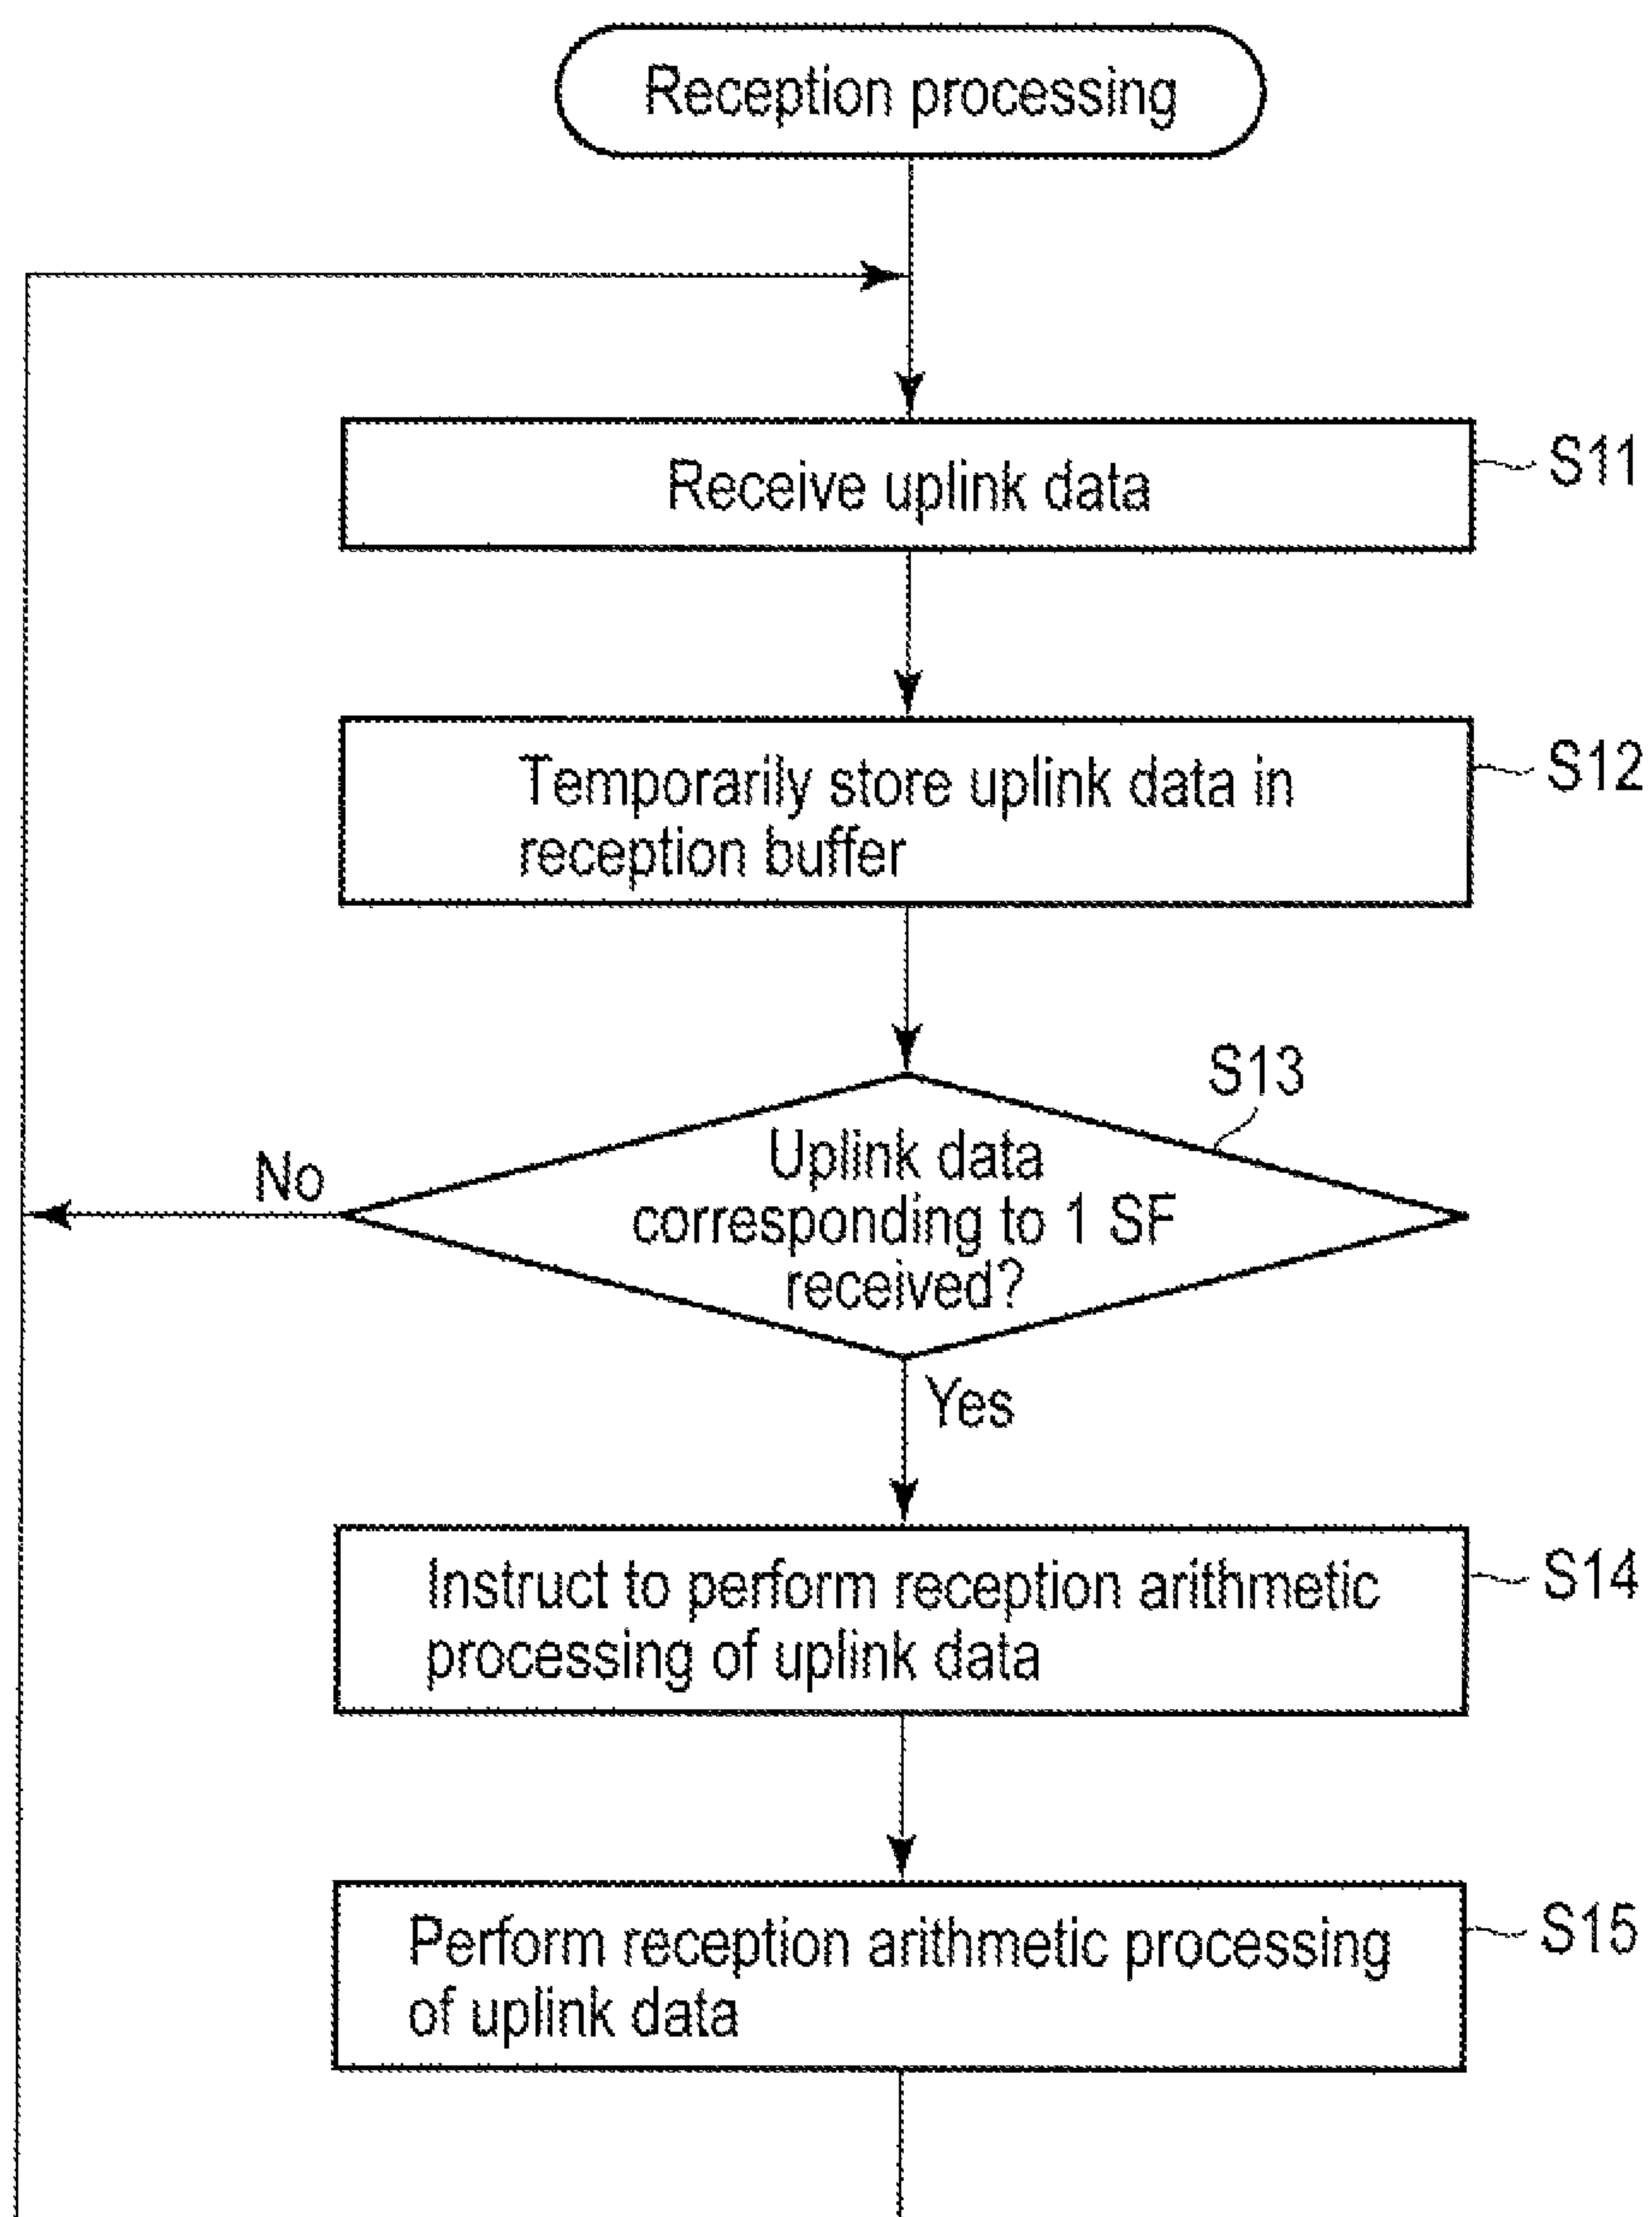 Reception processing
Receive uplink data
S11
Temporarily store uplink data in
reception buffer
S12
S13
Uplink data
corresponding to 1 SF
received?
No
Yes
Instruct to perform reception arithmetic
processing of uplink data
S14
Perform reception arithmetic processing
of uplink data
S15